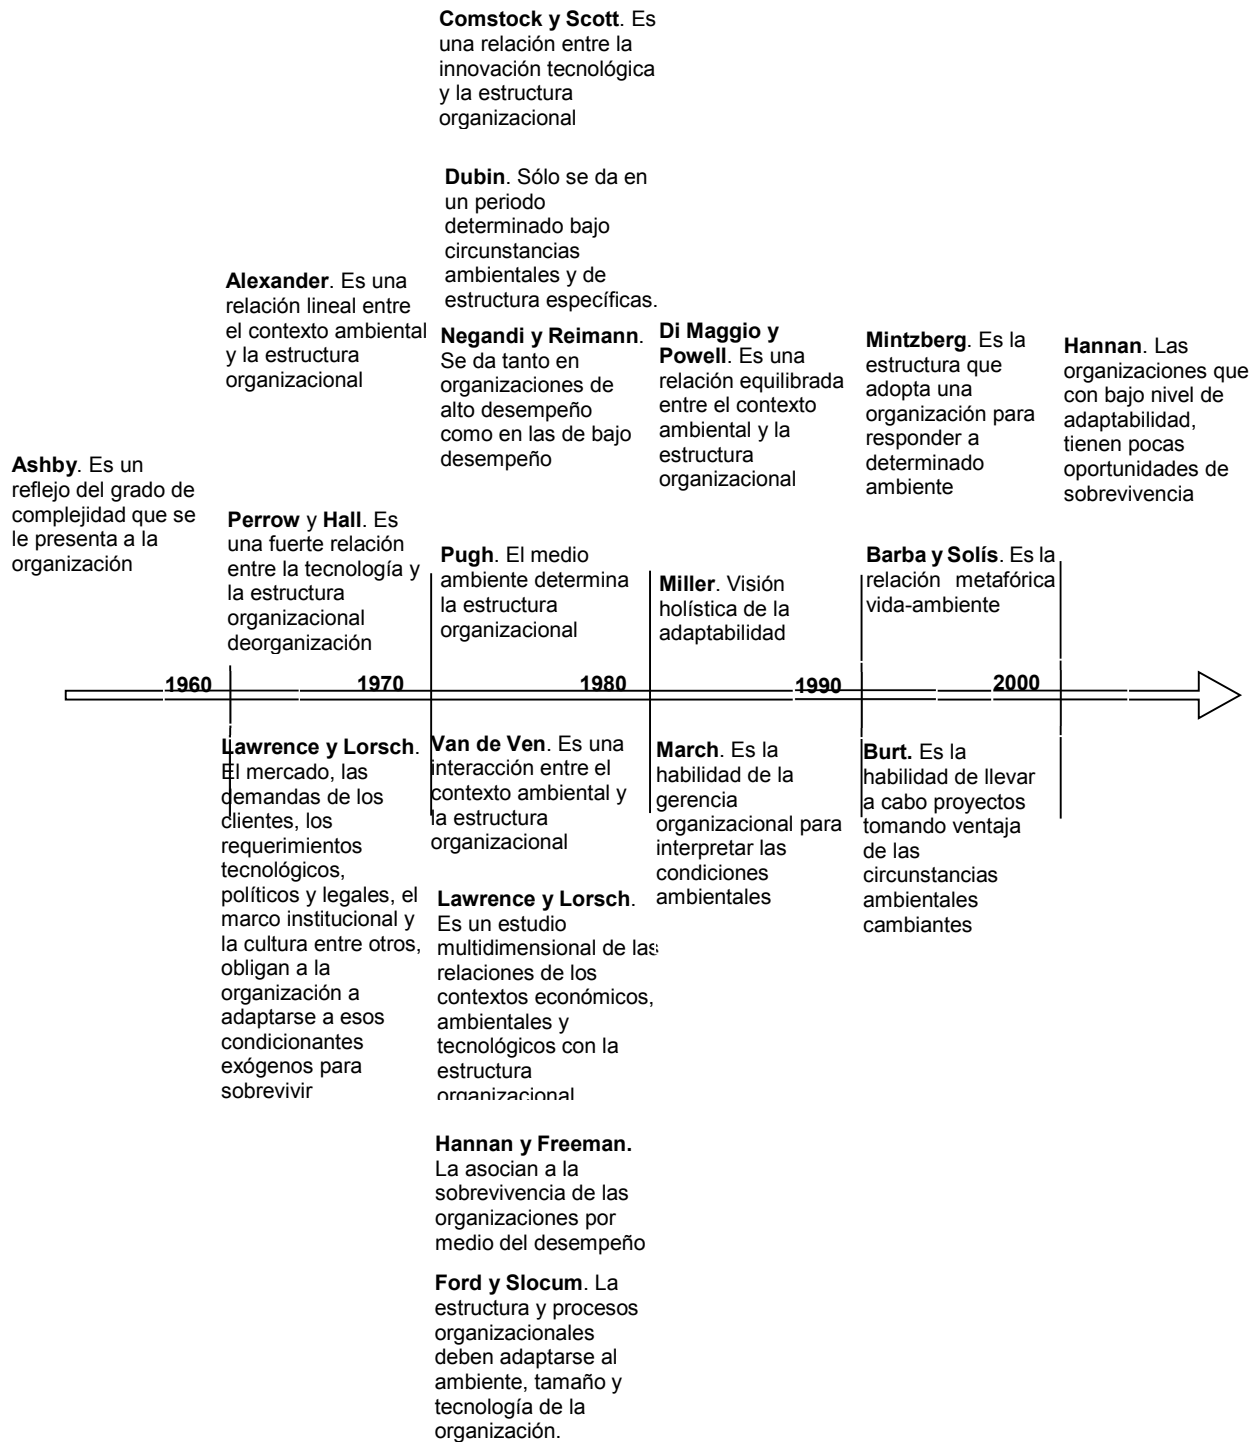 Comstock y Scott. Es
una relación entre la
innovación tecnológica
y la estructura
organizacional
Dubin. Sólo se da en
un periodo
determinado bajo
circunstancias
ambientales y de
estructura específicas.
Alexander. Es una
relación lineal entre
el contexto ambiental
y la estructura
organizacional
Negandi y Reimann.
Se da tanto en
organizaciones de
alto desempeño
como en las de bajo
desempeño
Di Maggio y
Powell. Es una
relación equilibrada
entre el contexto
ambiental y la
estructura
organizacional
Mintzberg. Es la
estructura que
adopta una
organización para
responder a
determinado
ambiente
Hannan. Las
organizaciones que
con bajo nivel de
adaptabilidad,
tienen pocas
oportunidades de
sobrevivencia
Ashby. Es un
reflejo del grado de
complejidad que se
le presenta a la
organización
Perrow y Hall. Es
una fuerte relación
entre la tecnología y
la estructura
organizacional
deorganización
Pugh. El medio
ambiente determina
la estructura
organizacional
Miller. Visión
holística de la
adaptabilidad
Barba y Solís. Es la
relación metafórica
vida-ambiente
1960 1970 1980 1990 2000
Lawrence y Lorsch.
El mercado, las
demandas de los
clientes, los
requerimientos
tecnológicos,
políticos y legales, el
marco institucional y
la cultura entre otros,
obligan a la
organización a
adaptarse a esos
condicionantes
exógenos para
sobrevivir
Van de Ven. Es una
interacción entre el
contexto ambiental y
la estructura
organizacional
March. Es la
habilidad de la
gerencia
organizacional para
interpretar las
condiciones
ambientales
Burt. Es la
habilidad de llevar
a cabo proyectos
tomando ventaja
de las
circunstancias
ambientales
cambiantes
Lawrence y Lorsch.
Es un estudio
multidimensional de las
relaciones de los
contextos económicos,
ambientales y
tecnológicos con la
estructura
organizacional
Hannan y Freeman.
La asocian a la
sobrevivencia de las
organizaciones por
medio del desempeño
Ford y Slocum. La
estructura y procesos
organizacionales
deben adaptarse al
ambiente, tamaño y
tecnología de la
organización.